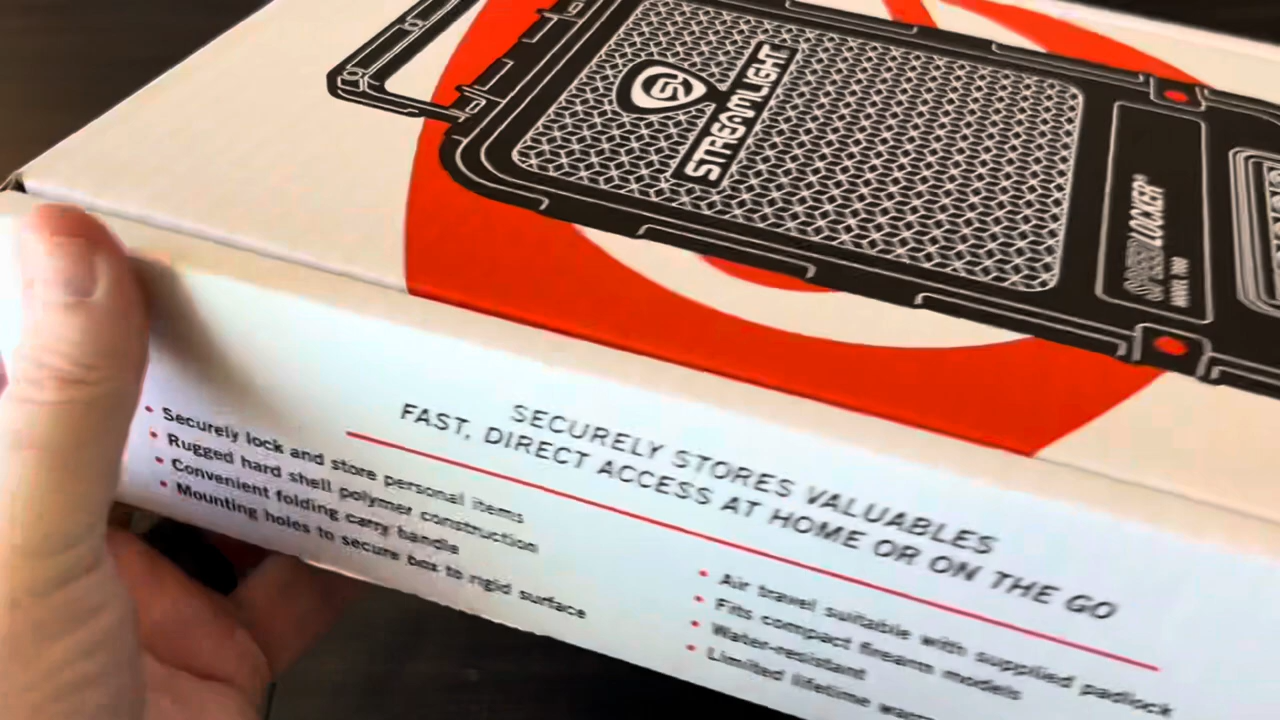 SL
STREAMLIGHT
SPEEDLOCKER®
SECURELY STORES VALUABLES
FAST, DIRECT ACCESS AT HOME OR ON THE GO
• Securely lock and store personal items
• Rugged hard shell polymer construction
• Convenient folding carry handle
• Mounting holes to secure box to rigid surface
• Air travel suitable with supplied padlock
• Fits compact firearm models
• Water-resistant
• Limited lifetime